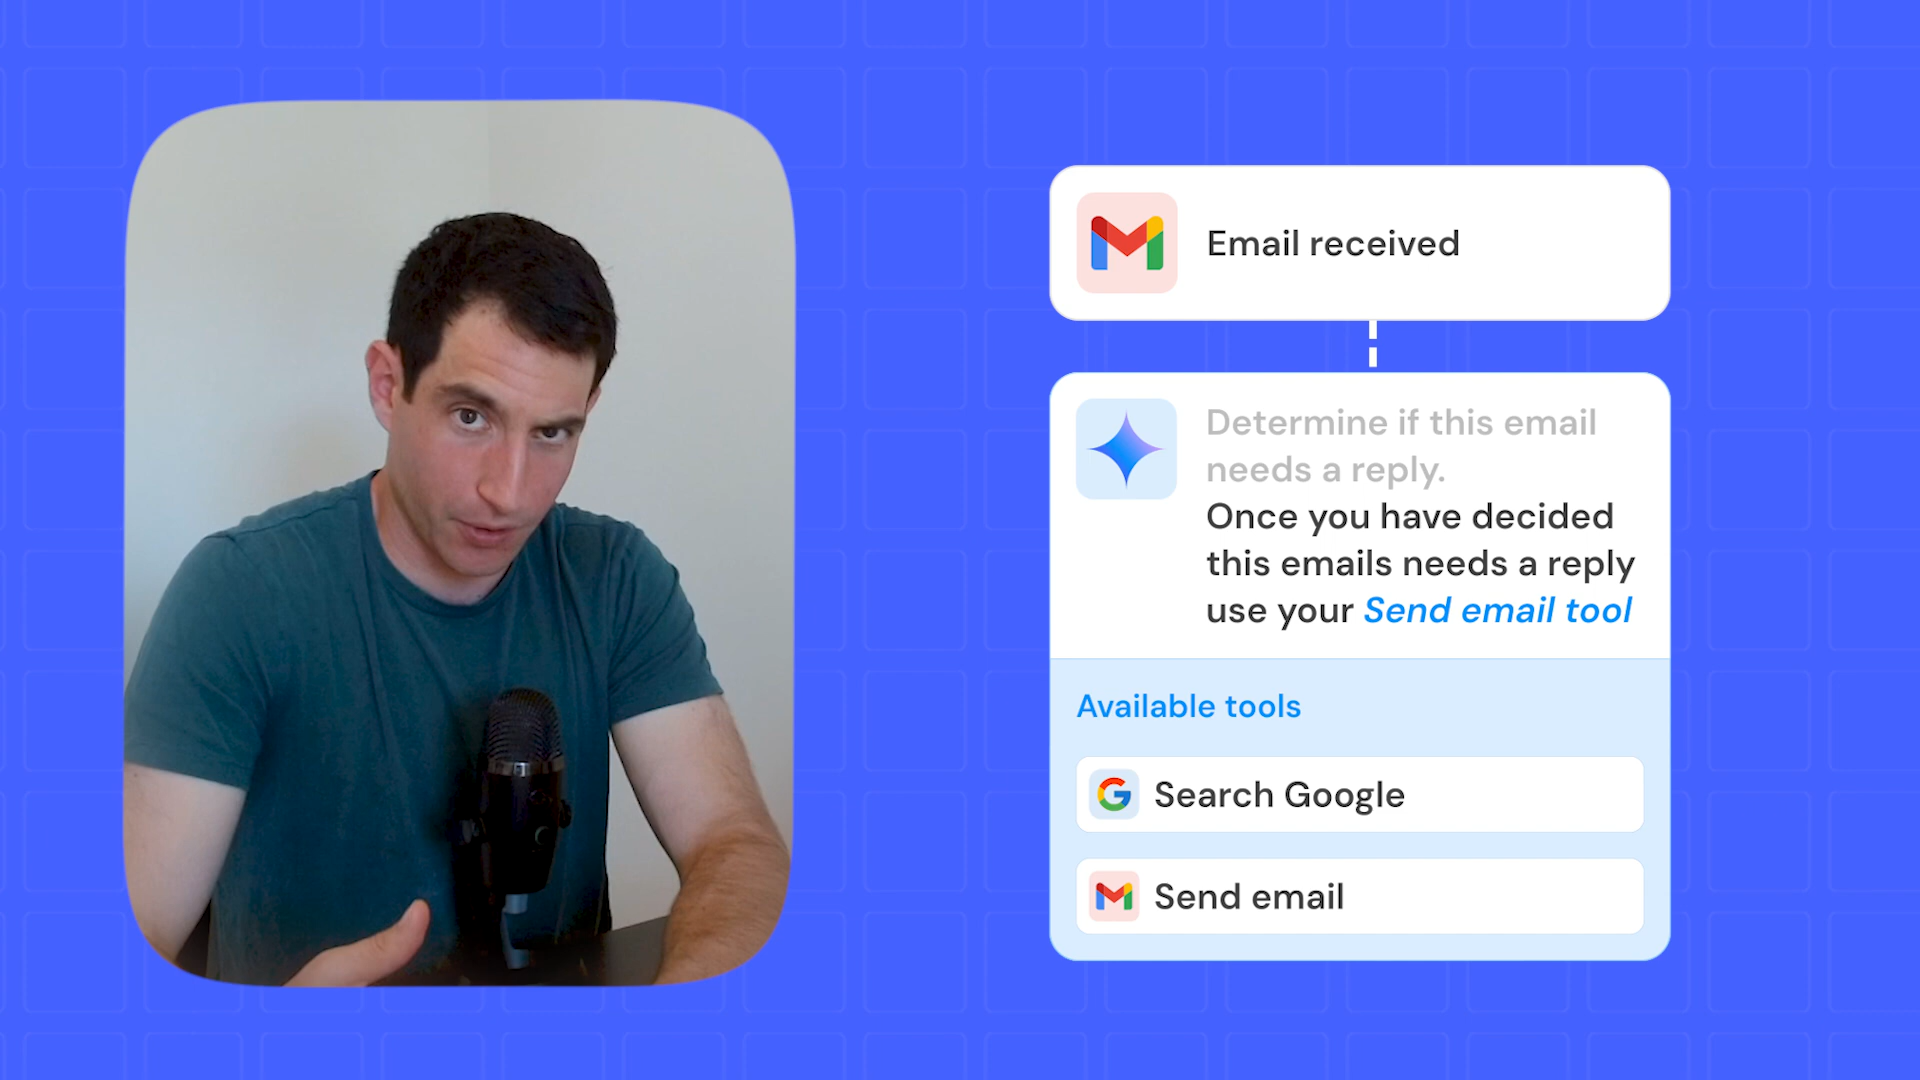 Email received
Determine if this email
needs a reply.
Once you have decided
this emails needs a reply
use your Send email tool
Available tools
Search Google
Send email